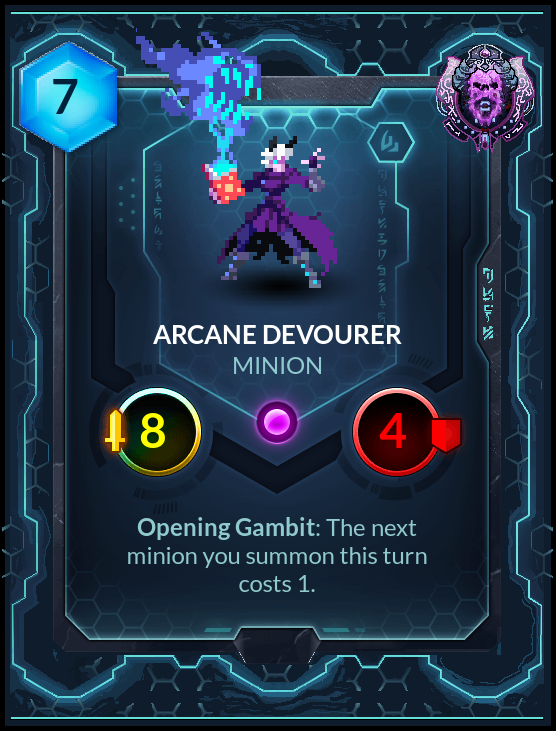 7
ARCANE DEVOURER
MINION
8
4
Opening Gambit: The next
minion you summon this turn
costs 1.